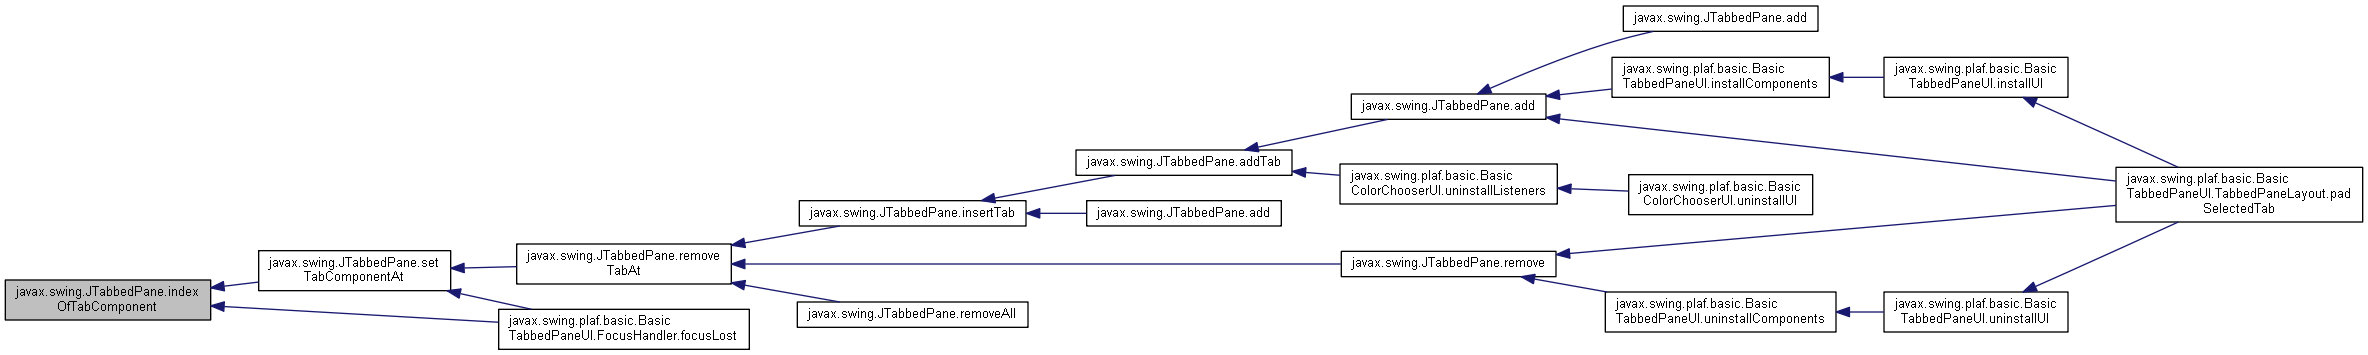 javax.swing.JTabbedPane.index
OfTabComponent
javax.swing.JTabbedPane.set
TabComponentAt
javax.swing.plaf.basic.Basic
TabbedPaneUI.FocusHandler.focusLost
javax.swing.JTabbedPane.remove
TabAt
javax.swing.JTabbedPane.insertTab
javax.swing.JTabbedPane.removeAll
javax.swing.JTabbedPane.addTab
javax.swing.JTabbedPane.add
javax.swing.JTabbedPane.add
javax.swing.plaf.basic.Basic
ColorChooserUI.uninstallListeners
javax.swing.JTabbedPane.remove
javax.swing.JTabbedPane.add
javax.swing.plaf.basic.Basic
TabbedPaneUI.installComponents
javax.swing.plaf.basic.Basic
ColorChooserUI.uninstallUI
javax.swing.plaf.basic.Basic
TabbedPaneUI.uninstallComponents
javax.swing.plaf.basic.Basic
TabbedPaneUI.installUI
javax.swing.plaf.basic.Basic
TabbedPaneUI.uninstallUI
javax.swing.plaf.basic.Basic
TabbedPaneUI.TabbedPaneLayout.pad
SelectedTab